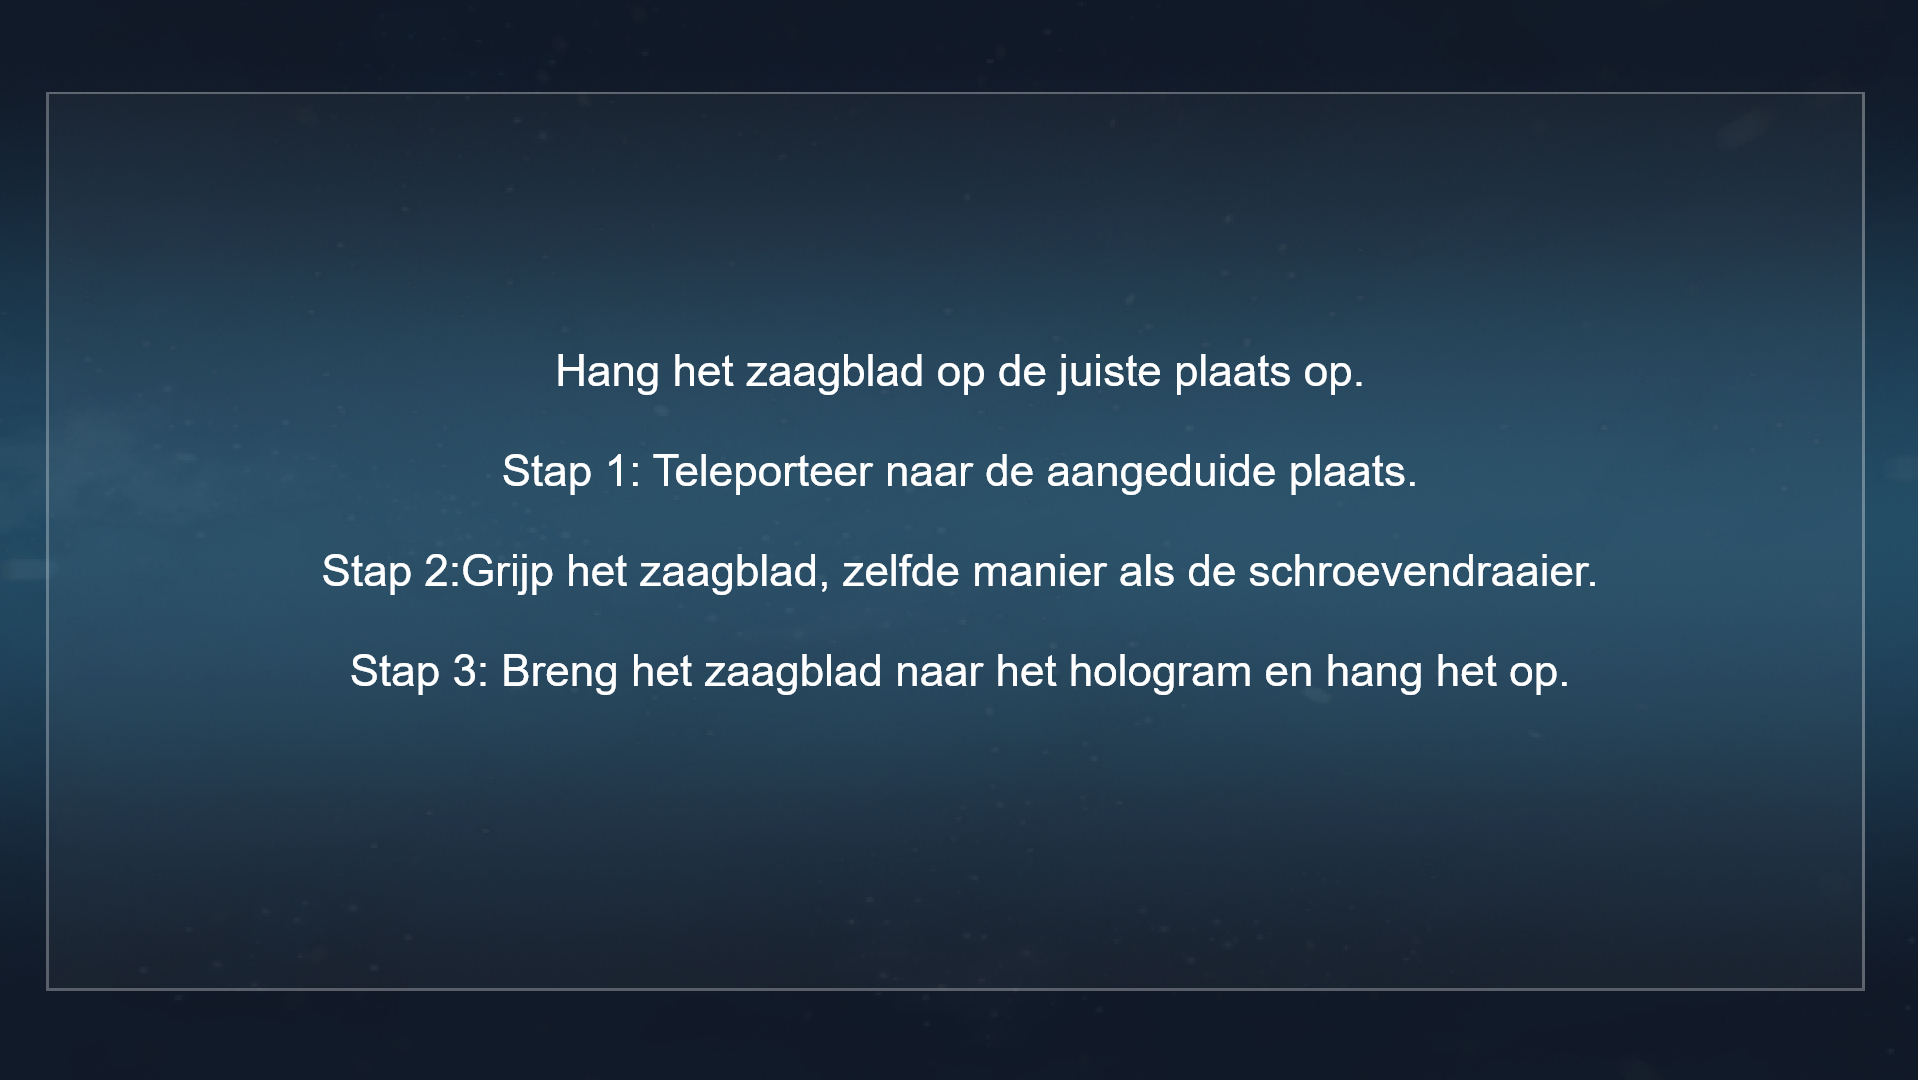 Hang het zaagblad op de juiste plaats op.
Stap 1: Teleporteer naar de aangeduide plaats.
Stap 2:Grijp het zaagblad, zelfde manier als de schroevendraaier.
Stap 3: Breng het zaagblad naar het hologram en hang het op.